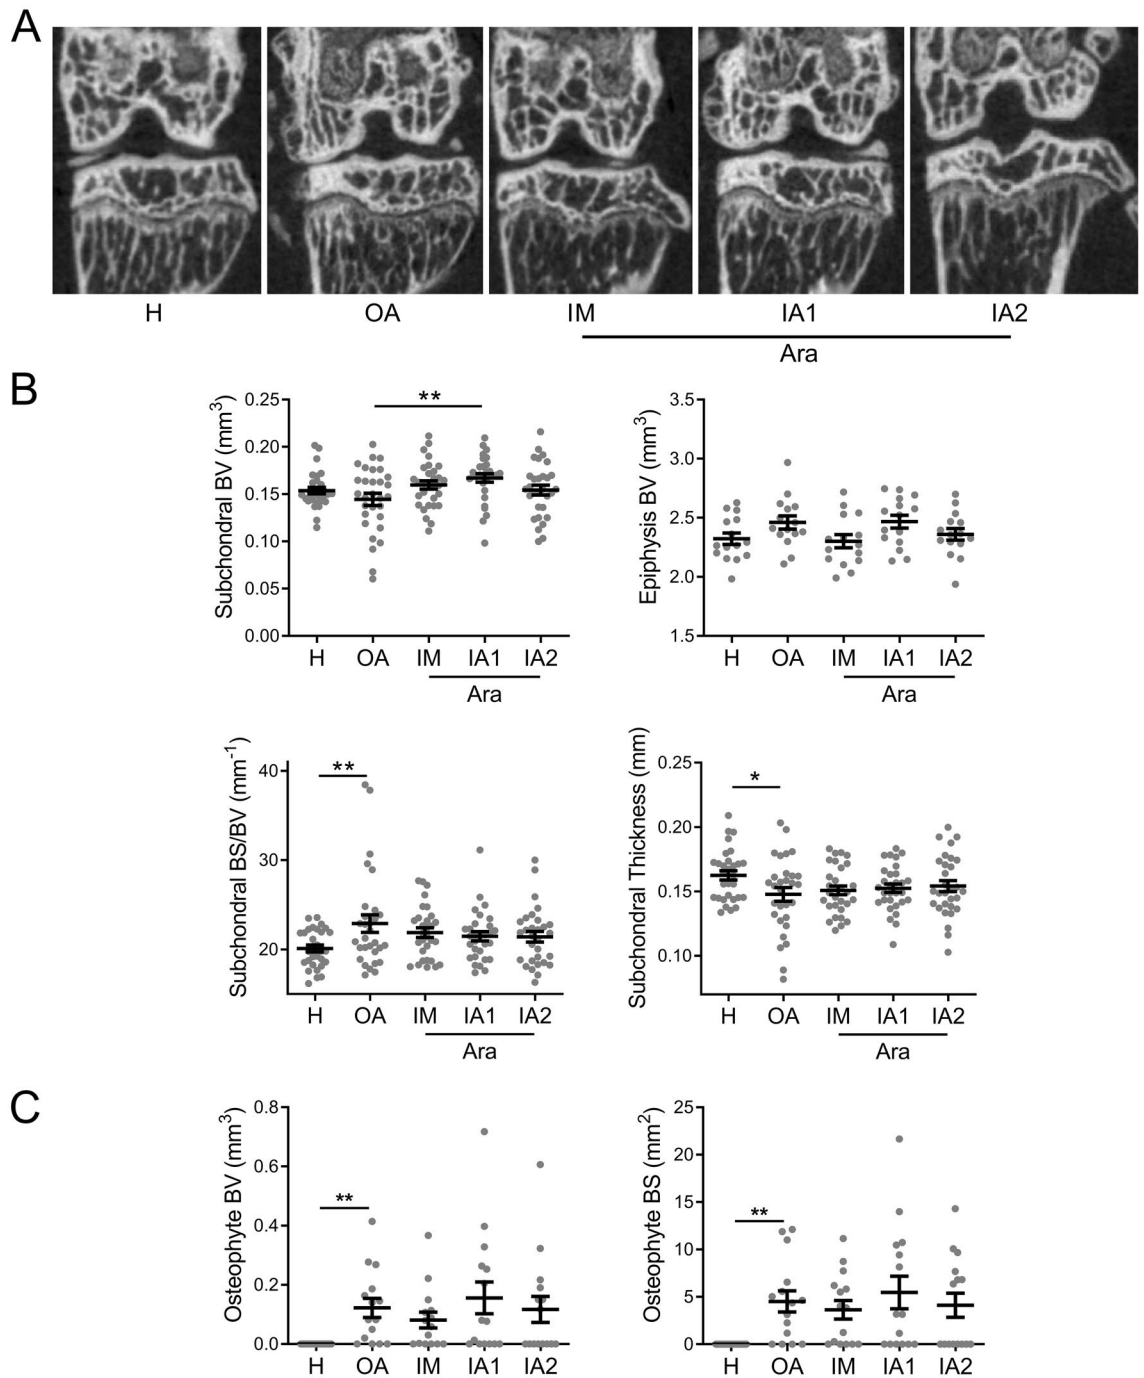 A
H OA IM IA1 IA2
Ara
B
Subchondral BV (mm³)
0.25
0.20
0.15
0.10
0.05
0.00
**
H OA IM IA1 IA2
Ara
Epiphysis BV (mm³)
3.5
3.0
2.5
2.0
1.5
H OA IM IA1 IA2
Ara
Subchondral BS/BV (mm⁻¹)
40
30
20
**
H OA IM IA1 IA2
Ara
Subchondral Thickness (mm)
0.25
0.20
0.15
0.10
*
H OA IM IA1 IA2
Ara
C
Osteophyte BV (mm³)
0.8
0.6
0.4
0.2
0.0
**
H OA IM IA1 IA2
Osteophyte BS (mm²)
25
20
15
10
5
0
**
H OA IM IA1 IA2